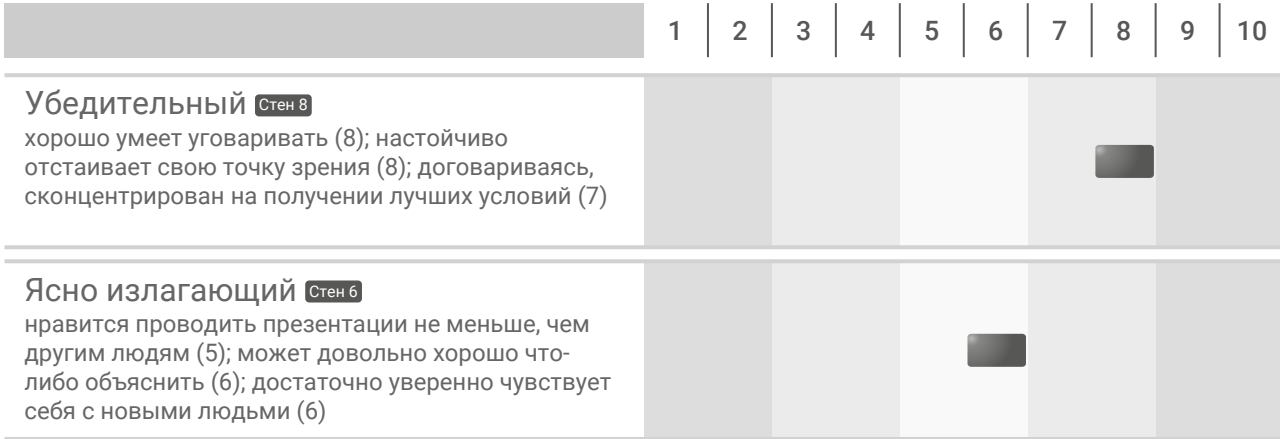 1 2 3 4 5 6 7 8 9 10
Убедительный Стен 8
хорошо умеет уговаривать (8); настойчиво
отстаивает свою точку зрения (8); договариваясь,
сконцентрирован на получении лучших условий (7)
Ясно излагающий Стен 6
нравится проводить презентации не меньше, чем
другим людям (5); может довольно хорошо что-
либо объяснить (6); достаточно уверенно чувствует
себя с новыми людьми (6)